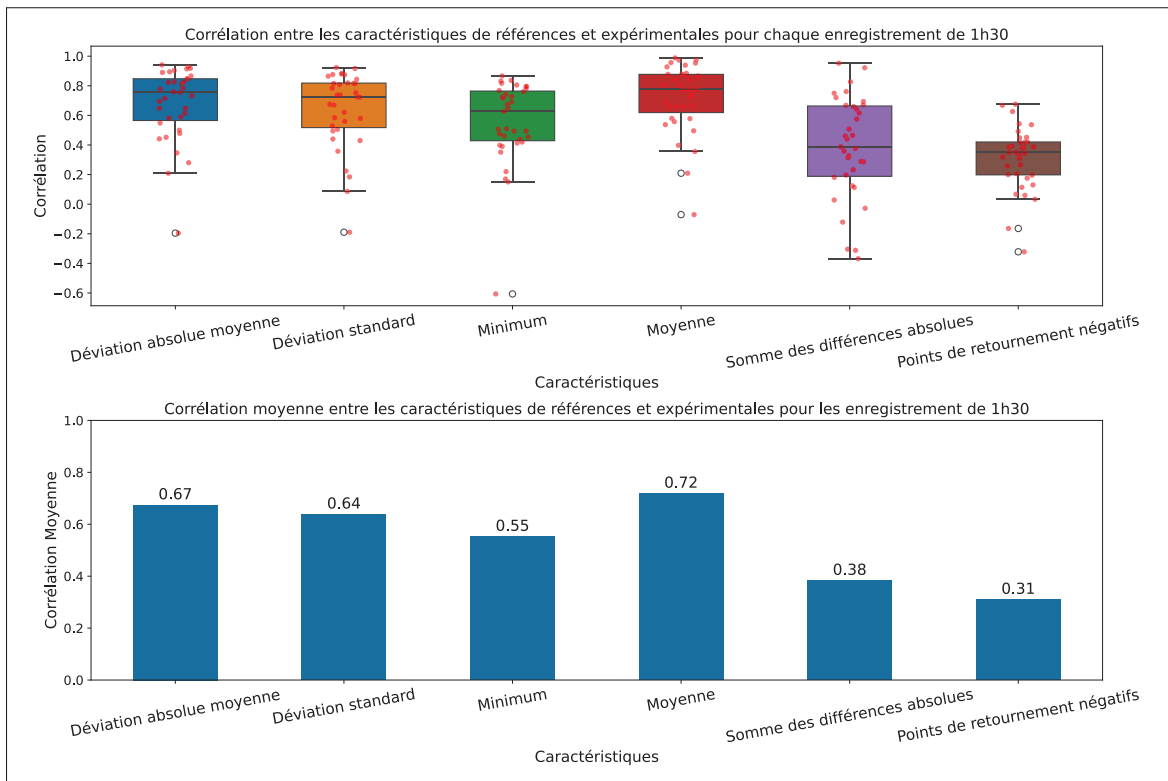 Corrélation entre les caractéristiques de références et expérimentales pour chaque enregistrement de 1h30
Corrélation
1.0
0.8
0.6
0.4
0.2
0.0
−0.2
−0.4
−0.6
Déviation absolue moyenne
Déviation standard
Minimum
Moyenne
Somme des différences absolues
Points de retournement négatifs
Caractéristiques
Corrélation moyenne entre les caractéristiques de références et expérimentales pour les enregistrement de 1h30
Corrélation Moyenne
1.0
0.8
0.6
0.4
0.2
0.0
0.67
0.64
0.55
0.72
0.38
0.31
Déviation absolue moyenne
Déviation standard
Minimum
Moyenne
Somme des différences absolues
Points de retournement négatifs
Caractéristiques